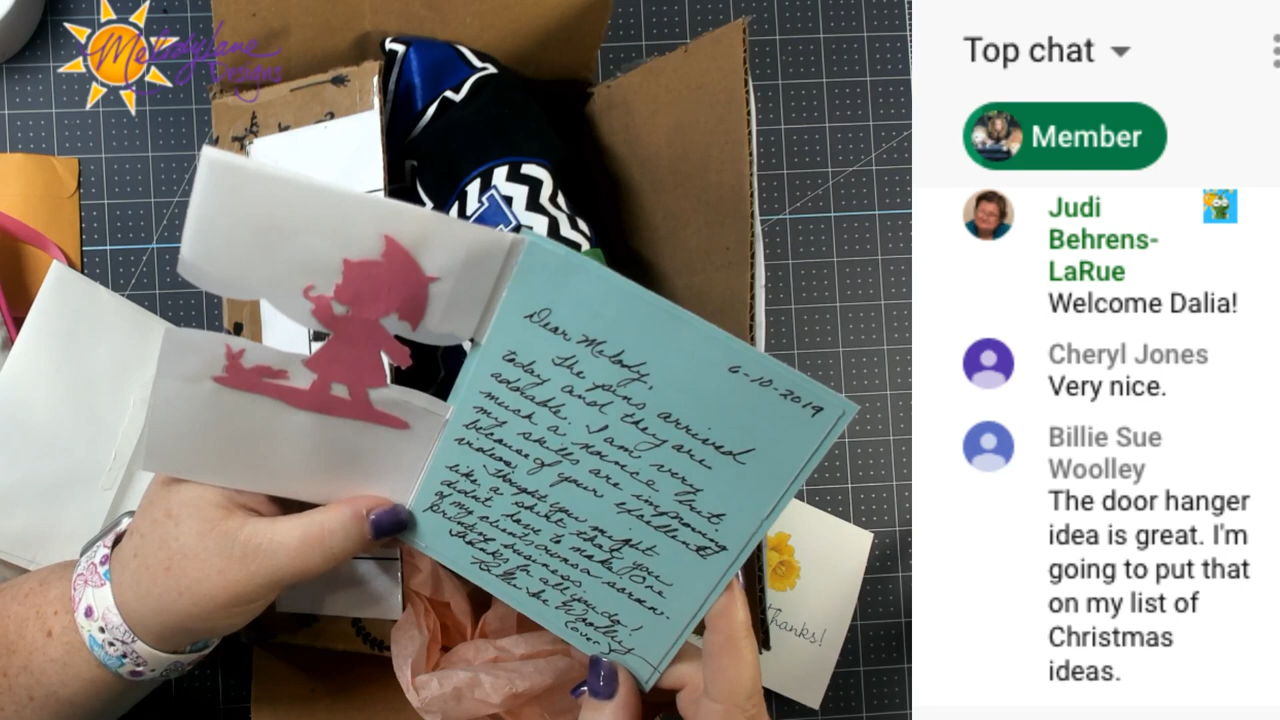 MelodyLane
Designs
Dear Melody,
6-10-2019
The pins arrived
today and they are
adorable. I am very
much a novice but
my skills are improving
because of your excellent
videos.
Thought you might
like a shirt that you
didn't have to make. One
of my clients owns a screen-
printing business.
Thanks for all you do!
Billie Sue Woolley
(over)
Thanks!
Top chat
Member
Judi
Behrens-
LaRue
Welcome Dalia!
Cheryl Jones
Very nice.
Billie Sue
Woolley
The door hanger
idea is great. I'm
going to put that
on my list of
Christmas
ideas.